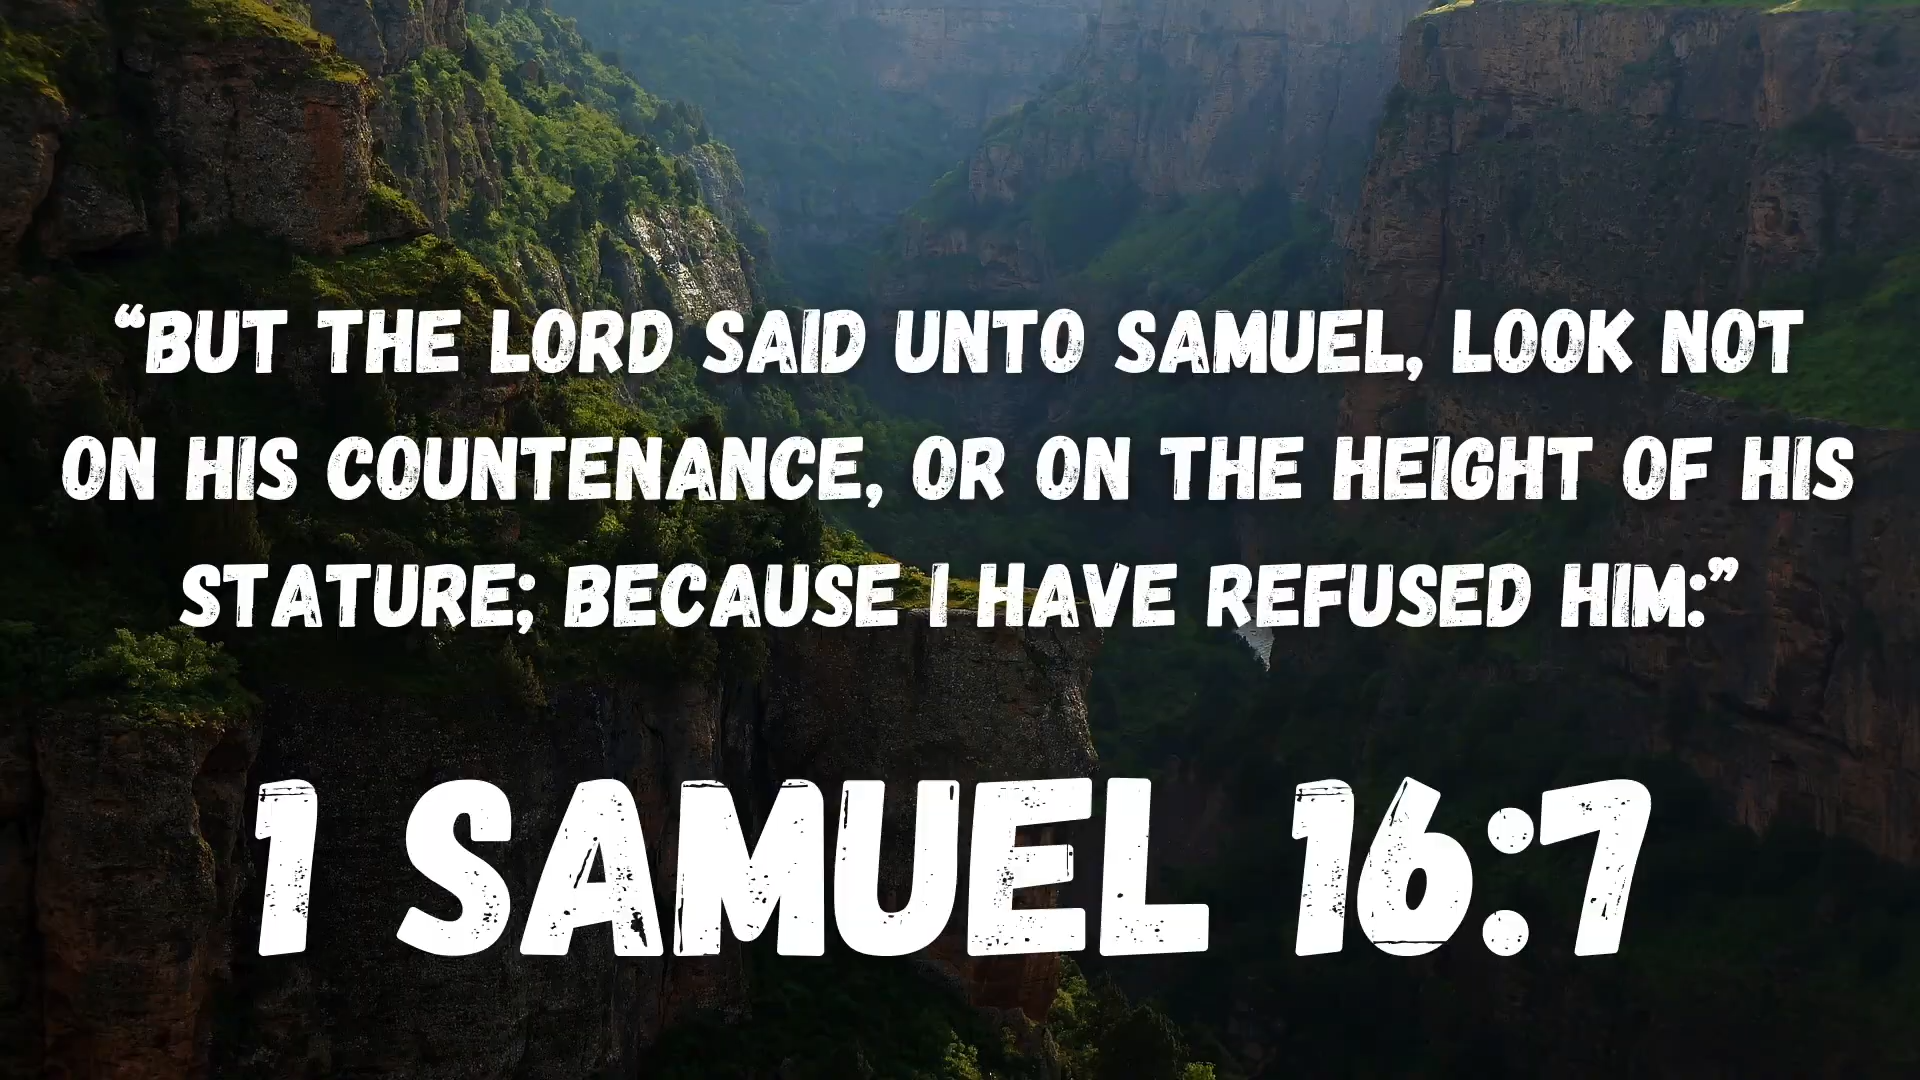 “BUT THE LORD SAID UNTO SAMUEL, LOOK NOT
ON HIS COUNTENANCE, OR ON THE HEIGHT OF HIS
STATURE; BECAUSE I HAVE REFUSED HIM:”
1 SAMUEL 16:7